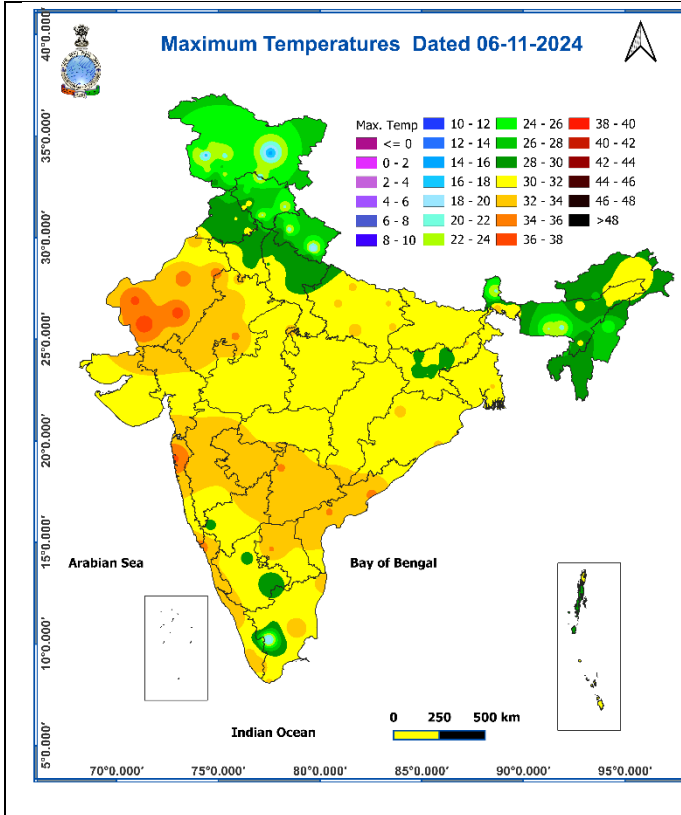 Maximum Temperatures Dated 06-11-2024
Max. Temp
<= 0
0 - 2
2 - 4
4 - 6
6 - 8
8 - 10
10 - 12
12 - 14
14 - 16
16 - 18
18 - 20
20 - 22
22 - 24
24 - 26
26 - 28
28 - 30
30 - 32
32 - 34
34 - 36
36 - 38
38 - 40
40 - 42
42 - 44
44 - 46
46 - 48
>48
40°0.000'
35°0.000'
30°0.000'
25°0.000'
20°0.000'
15°0.000'
10°0.000'
5°0.000'
Arabian Sea
Bay of Bengal
Indian Ocean
0 250 500 km
70°0.000' 75°0.000' 80°0.000' 85°0.000' 90°0.000' 95°0.000'